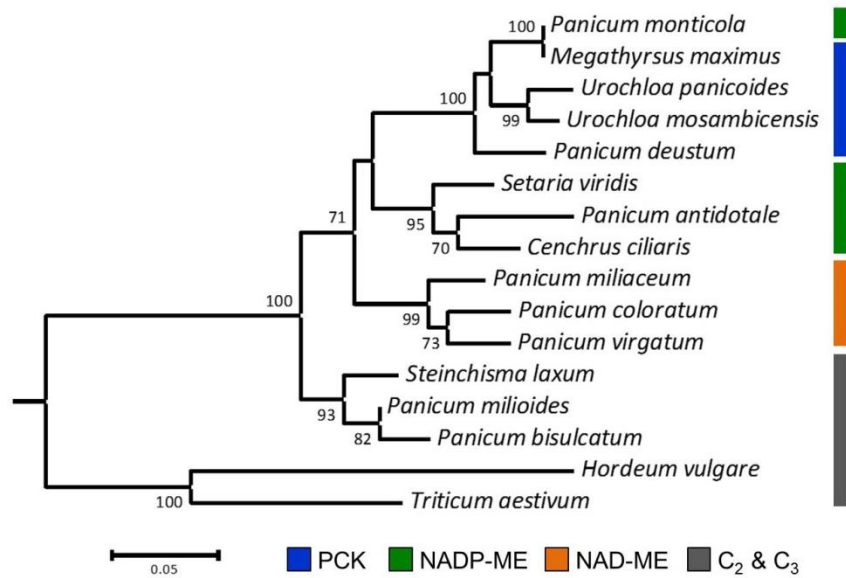 100 Panicum monticola
Megathyrsus maximus
Urochloa panicoides
100
99 Urochloa mosambicensis
Panicum deustum
Setaria viridis
71 Panicum antidotale
95
70 Cenchrus ciliaris
Panicum miliaceum
100 Panicum coloratum
99
73 Panicum virgatum
Steinchisma laxum
Panicum milioides
93
82 Panicum bisulcatum
Hordeum vulgare
100 Triticum aestivum
0.05 PCK NADP-ME NAD-ME C₂ & C₃